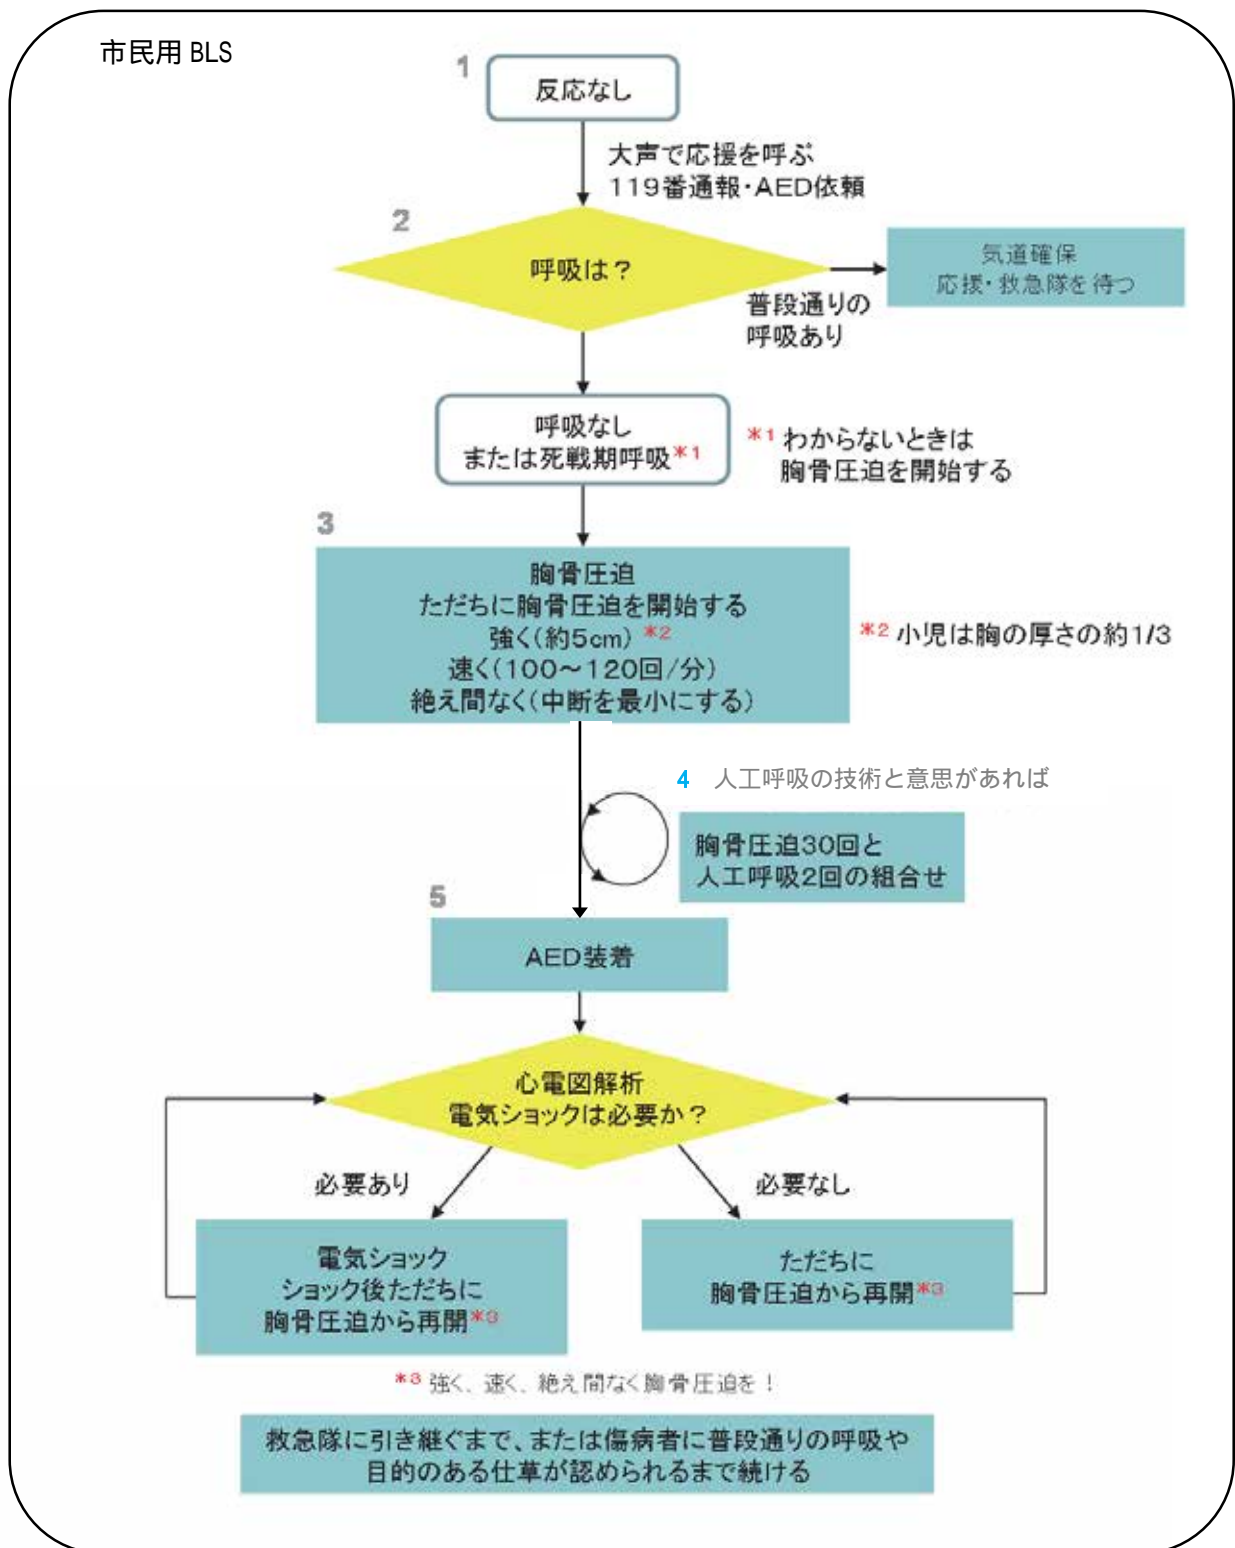 市民用 BLS
1
反応なし
大声で応援を呼ぶ
119番通報・AED依頼
2
呼吸は？
気道確保
応援・救急隊を待つ
普段通りの
呼吸あり
呼吸なし
または死戦期呼吸*1
*1 わからないときは
胸骨圧迫を開始する
3
胸骨圧迫
ただちに胸骨圧迫を開始する
強く(約5cm) *2
速く(100～120回/分)
絶え間なく(中断を最小にする)
*2 小児は胸の厚さの約1/3
4 人工呼吸の技術と意思があれば
胸骨圧迫30回と
人工呼吸2回の組合せ
5
AED装着
心電図解析
電気ショックは必要か？
必要あり
必要なし
電気ショック
ショック後ただちに
胸骨圧迫から再開*3
ただちに
胸骨圧迫から再開*3
*3 強く、速く、絶え間なく胸骨圧迫を！
救急隊に引き継ぐまで、または傷病者に普段通りの呼吸や
目的のある仕草が認められるまで続ける